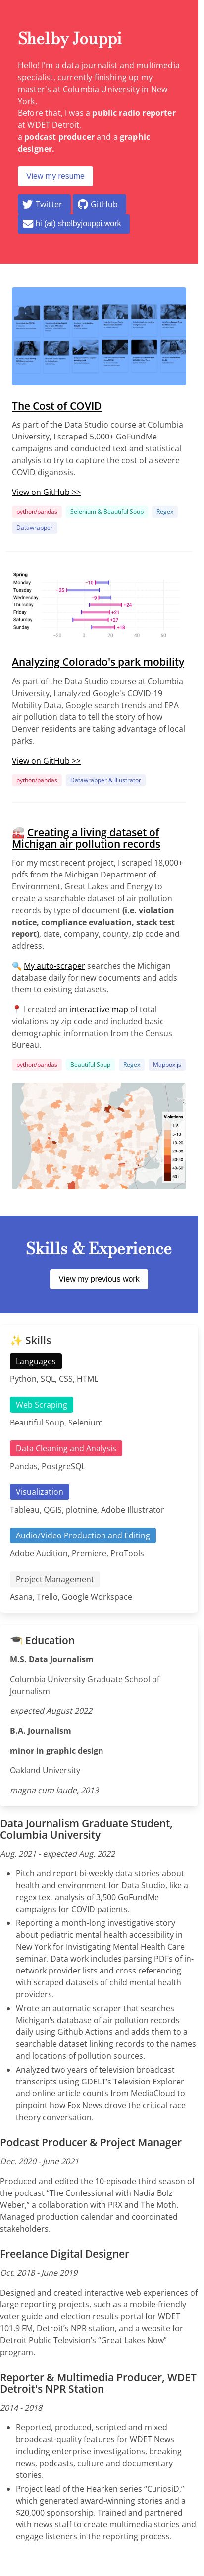 Shelby Jouppi
Hello! I'm a data journalist and multimedia
specialist, currently finishing up my
master's at Columbia University in New
York.
Before that, I was a public radio reporter
at WDET Detroit,
a podcast producer and a graphic
designer.
View my resume
Twitter GitHub
hi (at) shelbyjouppi.work
The Cost of COVID
As part of the Data Studio course at Columbia
University, I scraped 5,000+ GoFundMe
campaigns and conducted text and statistical
analysis to try to capture the cost of a severe
COVID diganosis.
View on GitHub >>
python/pandas Selenium & Beautiful Soup Regex
Datawrapper
Spring
Monday
Tuesday
Wednesday
Thursday
Friday
Saturday
Sunday
-18
-25
-9
+24
+21
+27
+18
-20 0 20 40 60
Analyzing Colorado's park mobility
As part of the Data Studio course at Columbia
University, I analyzed Google's COVID-19
Mobility Data, Google search trends and EPA
air pollution data to tell the story of how
Denver residents are taking advantage of local
parks.
View on GitHub >>
python/pandas Datawrapper & Illustrator
🏭 Creating a living dataset of
Michigan air pollution records
For my most recent project, I scraped 18,000+
pdfs from the Michigan Department of
Environment, Great Lakes and Energy to
create a searchable dataset of air pollution
records by type of document (i.e. violation
notice, compliance evaluation, stack test
report), date, company, county, zip code and
address.
🔍 My auto-scraper searches the Michigan
database daily for new documents and adds
them to existing datasets.
📍 I created an interactive map of total
violations by zip code and included basic
demographic information from the Census
Bureau.
python/pandas Beautiful Soup Regex Mapbox.js
Violations
1-5
5-10
10-20
20-30
30-40
40-60
80+
Skills & Experience
View my previous work
✨ Skills
Languages
Python, SQL, CSS, HTML
Web Scraping
Beautiful Soup, Selenium
Data Cleaning and Analysis
Pandas, PostgreSQL
Visualization
Tableau, QGIS, plotnine, Adobe Illustrator
Audio/Video Production and Editing
Adobe Audition, Premiere, ProTools
Project Management
Asana, Trello, Google Workspace
🎓 Education
M.S. Data Journalism
Columbia University Graduate School of
Journalism
expected August 2022
B.A. Journalism
minor in graphic design
Oakland University
magna cum laude, 2013
Data Journalism Graduate Student,
Columbia University
Aug. 2021 - expected Aug. 2022
• Pitch and report bi-weekly data stories about
health and environment for Data Studio, like a
regex text analysis of 3,500 GoFundMe
campaigns for COVID patients.
• Reporting a month-long investigative story
about pediatric mental health accessibility in
New York for Invistigating Mental Health Care
seminar. Data work includes parsing PDFs of in-
network provider lists and cross referencing
with scraped datasets of child mental health
providers.
• Wrote an automatic scraper that searches
Michigan's database of air pollution records
daily using Github Actions and adds them to a
searchable dataset linking records to the names
and locations of pollution sources.
• Analyzed two years of television broadcast
transcripts using GDELT's Television Explorer
and online article counts from MediaCloud to
pinpoint how Fox News drove the critical race
theory conversation.
Podcast Producer & Project Manager
Dec. 2020 - June 2021
Produced and edited the 10-episode third season of
the podcast "The Confessional with Nadia Bolz
Weber," a collaboration with PRX and The Moth.
Managed production calendar and coordinated
stakeholders.
Freelance Digital Designer
Oct. 2018 - June 2019
Designed and created interactive web experiences of
large reporting projects, such as a mobile-friendly
voter guide and election results portal for WDET
101.9 FM, Detroit's NPR station, and a website for
Detroit Public Television's "Great Lakes Now"
program.
Reporter & Multimedia Producer, WDET
Detroit's NPR Station
2014 - 2018
• Reported, produced, scripted and mixed
broadcast-quality features for WDET News
including enterprise investigations, breaking
news, podcasts, culture and documentary
stories.
• Project lead of the Hearken series "CuriosiD,"
which generated award-winning stories and a
$20,000 sponsorship. Trained and partnered
with news staff to create multimedia stories and
engage listeners in the reporting process.